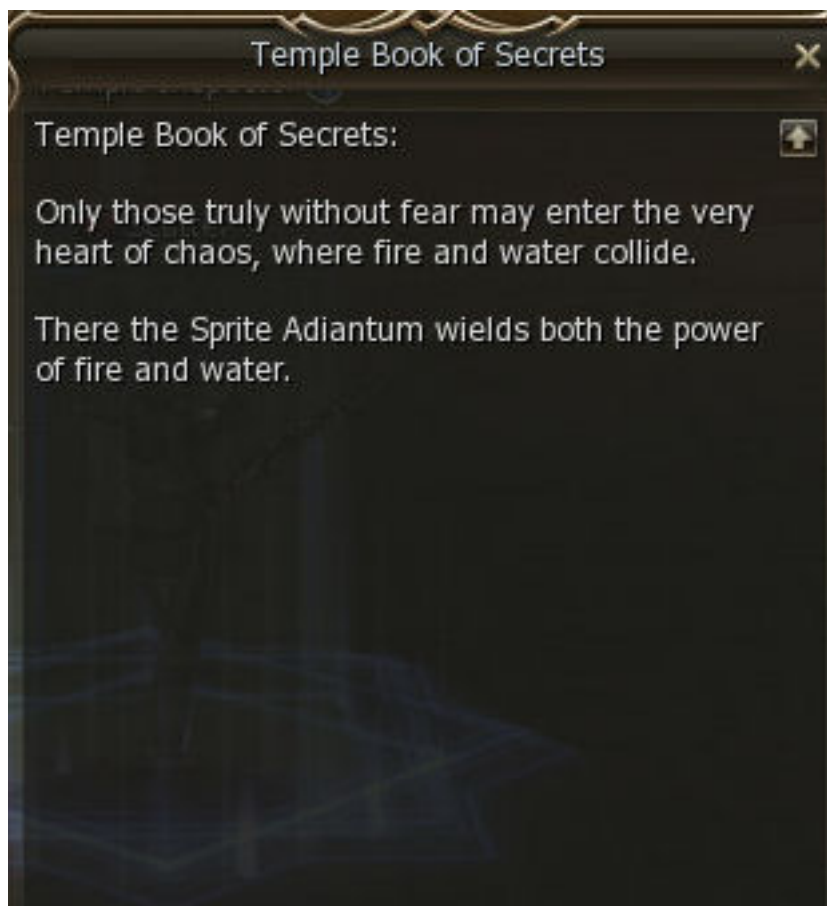 Temple Book of Secrets
Temple Book of Secrets:
Only those truly without fear may enter the very
heart of chaos, where fire and water collide.
There the Sprite Adiantum wields both the power
of fire and water.